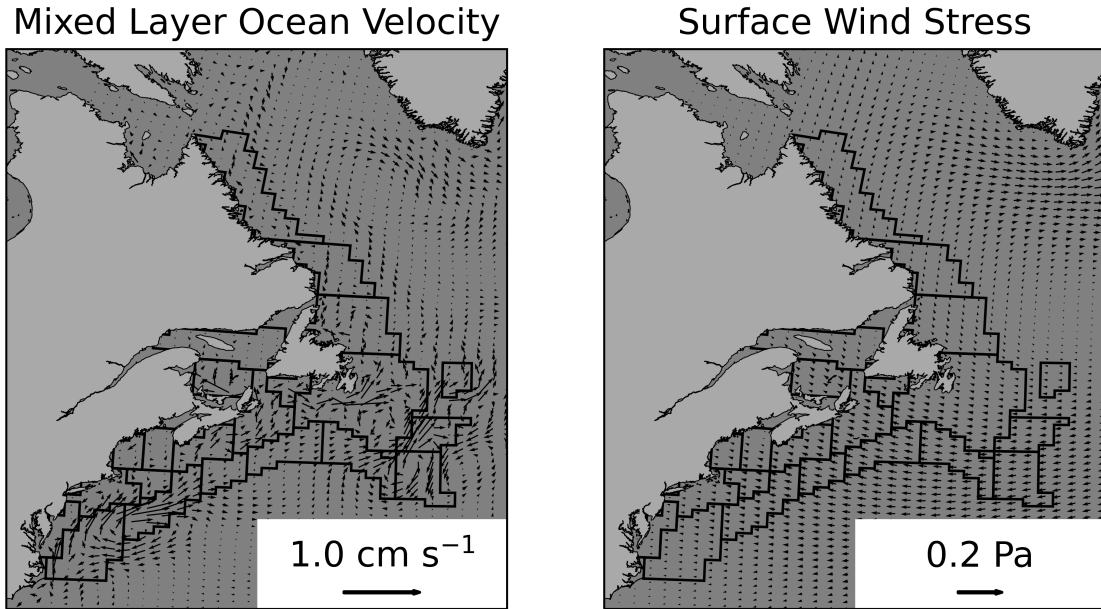 Mixed Layer Ocean Velocity
Surface Wind Stress
1.0 cm s⁻¹
0.2 Pa